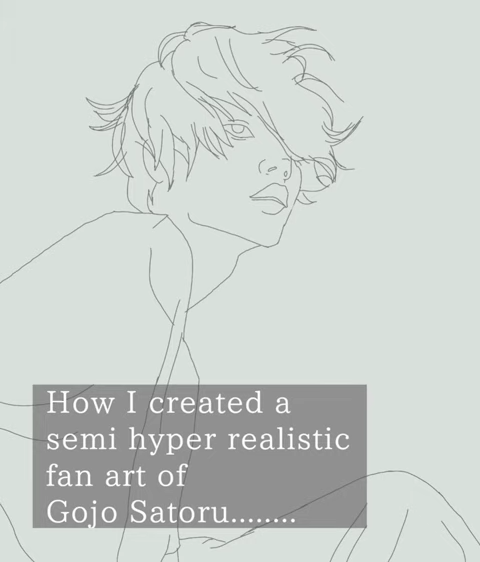 How I created a
semi hyper realistic
fan art of
Gojo Satoru........